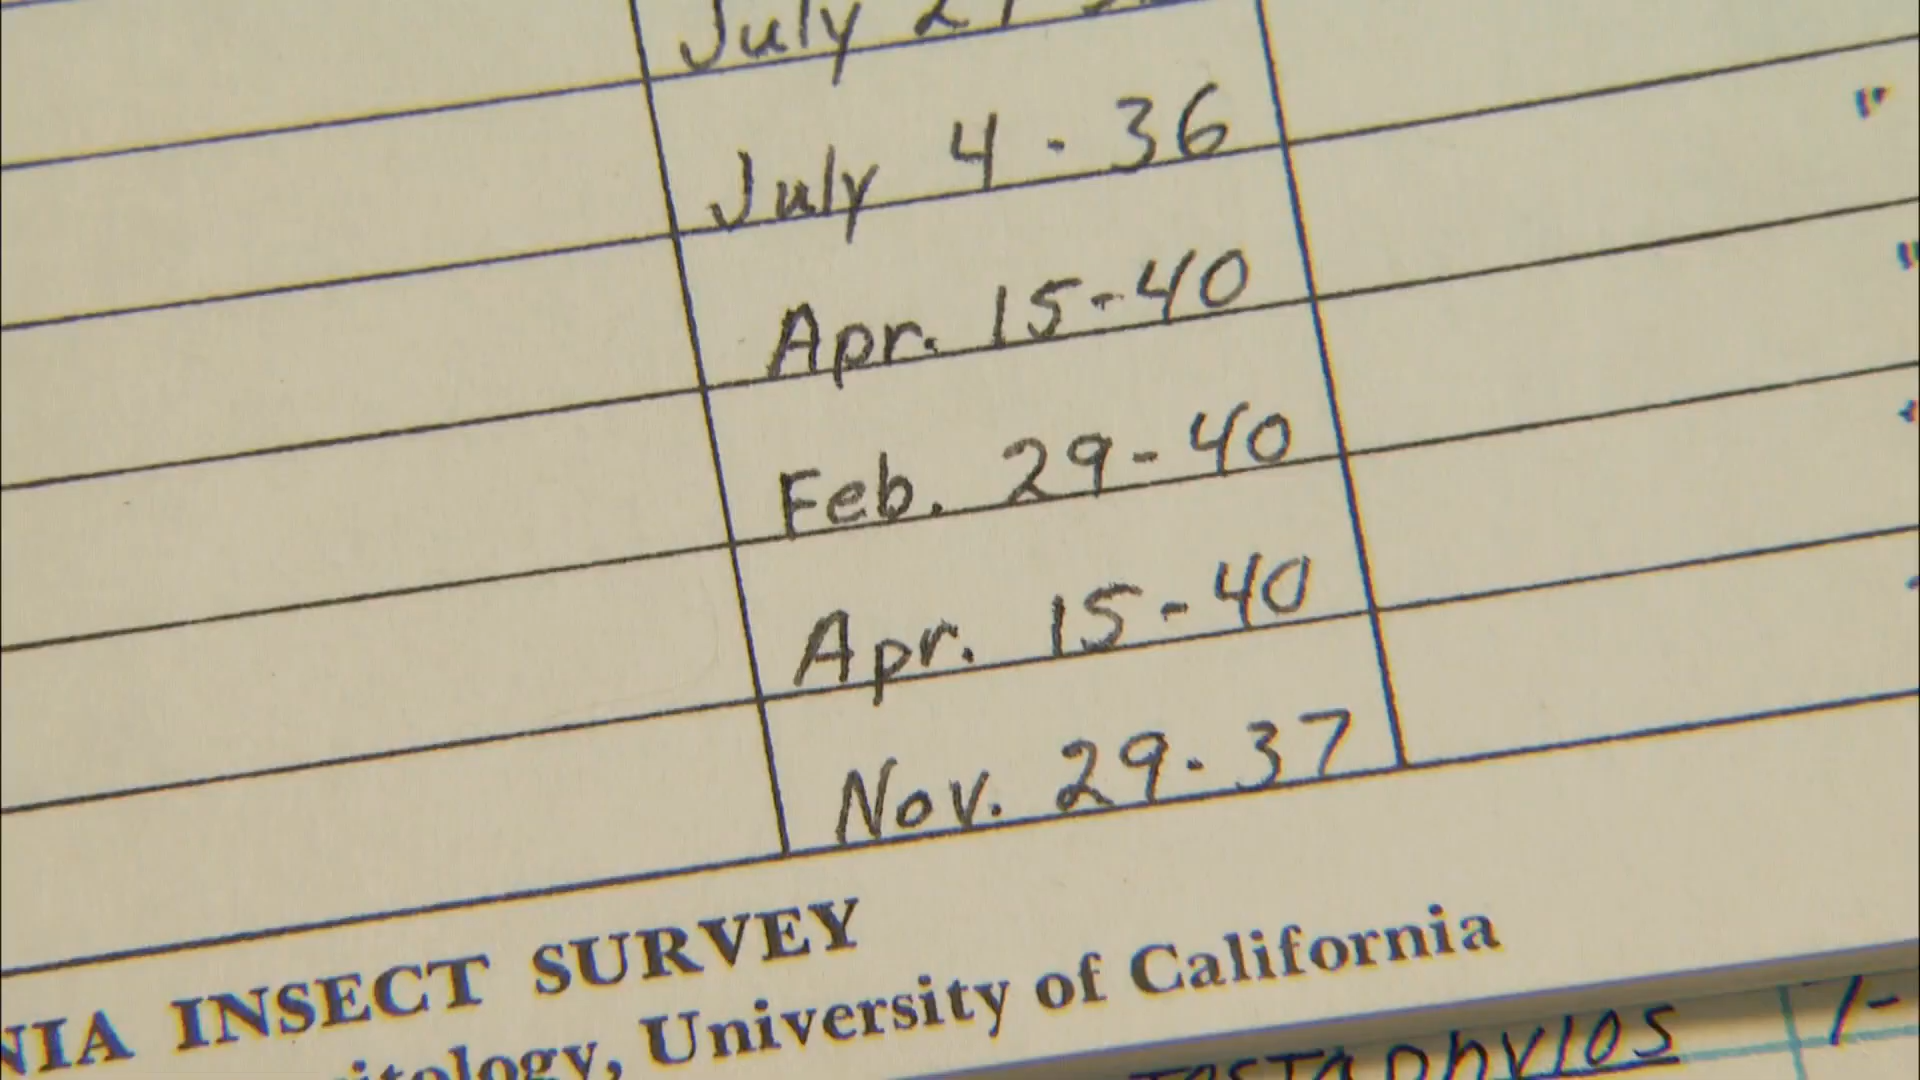 July
July 4 - 36
Apr. 15-40
Feb. 29-40
Apr. 15-40
Nov. 29-37
INSECT SURVEY
University of California